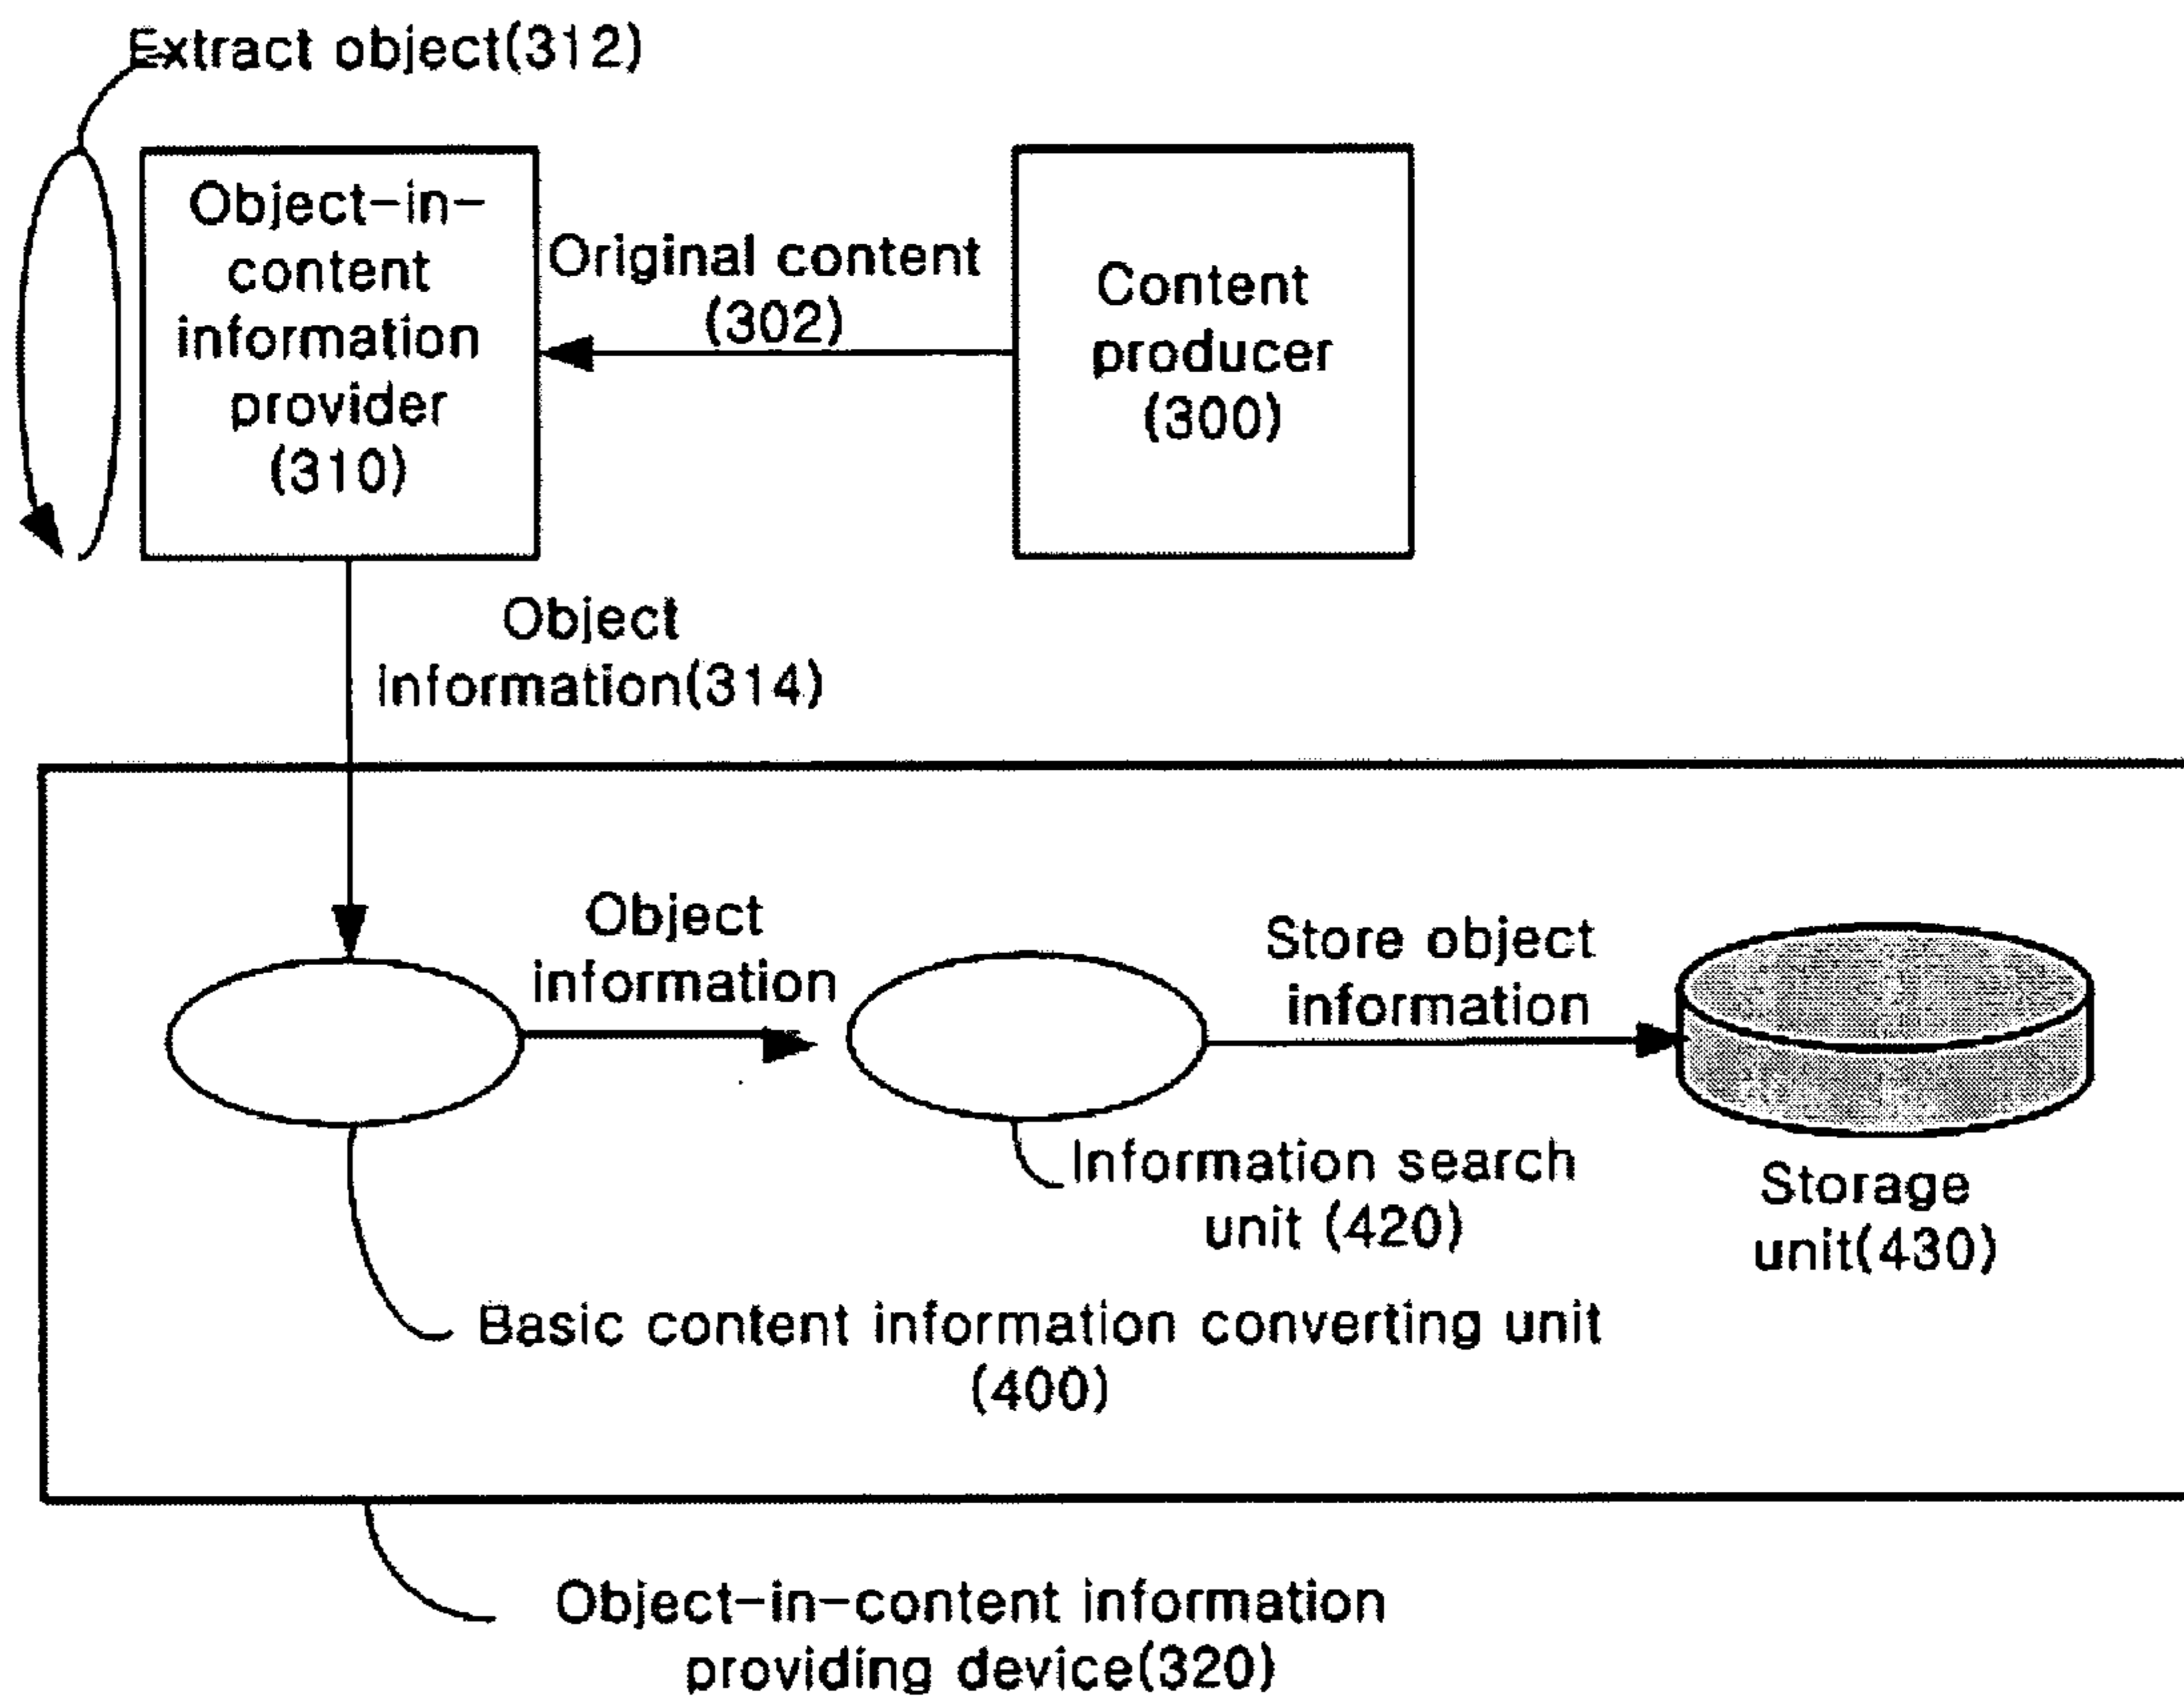 Extract object(312)
Object-in-
content
information
provider
(310)
Original content
(302)
Content
producer
(300)
Object
information(314)
Object
information
Store object
information
Information search
unit (420)
Storage
unit(430)
Basic content information converting unit
(400)
Object-in-content information
providing device(320)